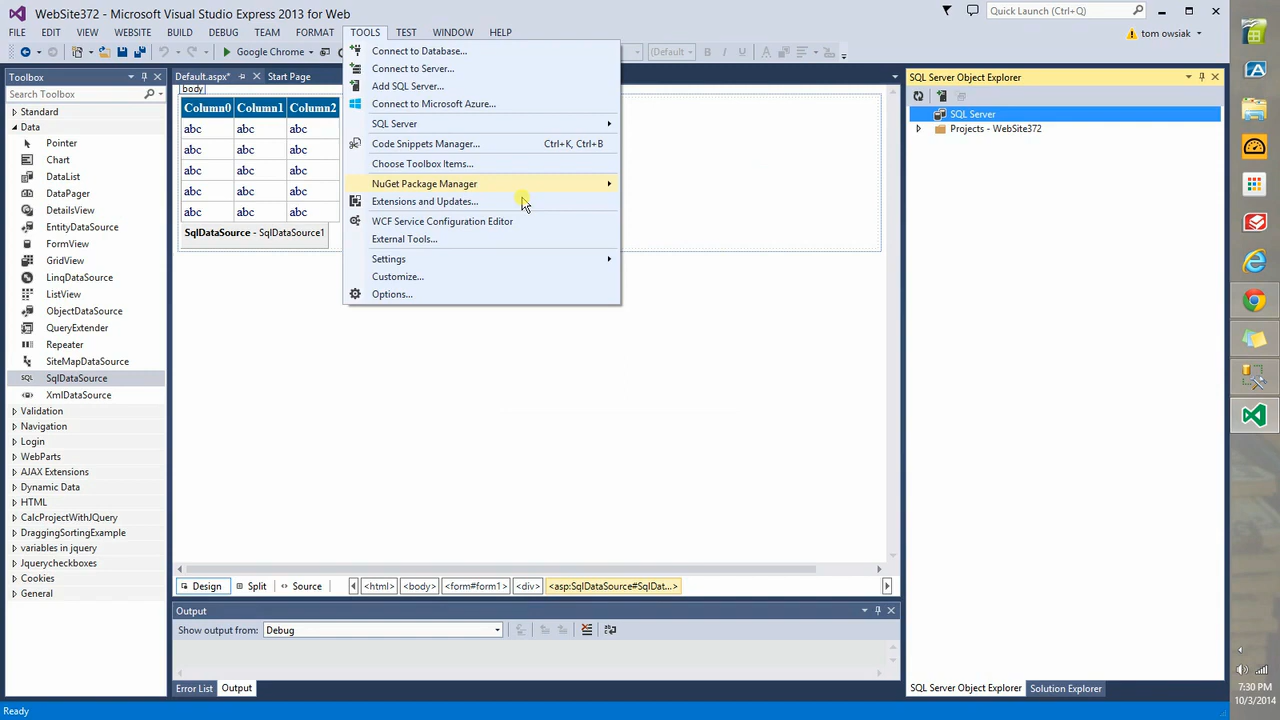 WebSite372 - Microsoft Visual Studio Express 2013 for Web
Quick Launch (Ctrl+Q)
FILE EDIT VIEW WEBSITE BUILD DEBUG TEAM FORMAT TOOLS TEST WINDOW HELP
tom owsiak
Google Chrome
(Default)
Toolbox
Search Toolbox
Standard
Data
Pointer
Chart
DataList
DataPager
DetailsView
EntityDataSource
FormView
GridView
LinqDataSource
ListView
ObjectDataSource
QueryExtender
Repeater
SiteMapDataSource
SQL SqlDataSource
XmlDataSource
Validation
Navigation
Login
WebParts
AJAX Extensions
Dynamic Data
HTML
CalcProjectWithJQuery
DraggingSortingExample
variables in jquery
Jquerycheckboxes
Cookies
General
Default.aspx*
Start Page
body
Column0 Column1 Column2
abc abc abc
abc abc abc
abc abc abc
abc abc abc
abc abc abc
SqlDataSource - SqlDataSource1
Connect to Database...
Connect to Server...
Add SQL Server...
Connect to Microsoft Azure...
SQL Server
Code Snippets Manager... Ctrl+K, Ctrl+B
Choose Toolbox Items...
NuGet Package Manager
Extensions and Updates...
WCF Service Configuration Editor
External Tools...
Settings
Customize...
Options...
Design Split Source <html> <body> <form#form1> <div> <asp:SqlDataSource#SqlDat...>
Output
Show output from: Debug
Error List Output
SQL Server Object Explorer
SQL Server
Projects - WebSite372
SQL Server Object Explorer Solution Explorer
Ready
7:30 PM
10/3/2014